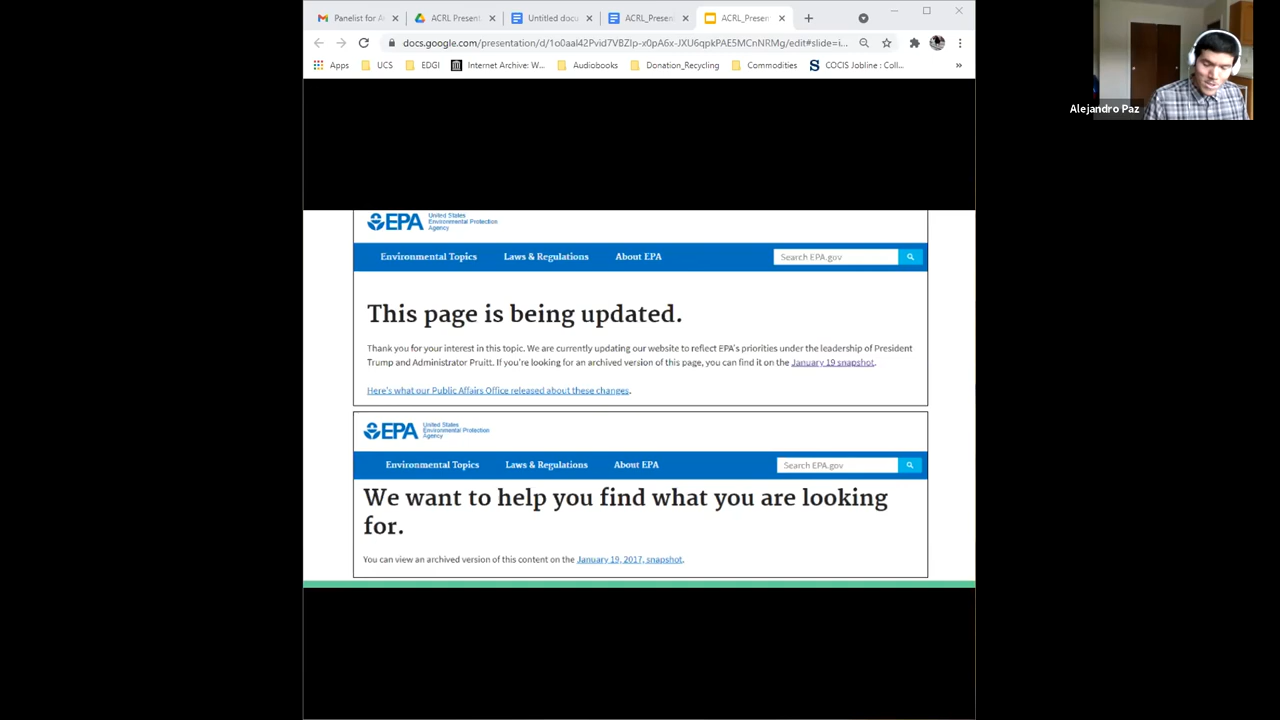 Panelist for A
ACRL Present
Untitled docu
ACRL_Presen
ACRL_Presen
docs.google.com/presentation/d/1o0aal42Pvid7VBZIp-x0pA6x-JXU6qpkPAE5MCnNRMg/edit#slide=i...
Apps
UCS
EDGI
Internet Archive: W...
Audiobooks
Donation_Recycling
Commodities
COCIS Jobline : Coll...
»
Alejandro Paz
EPA United States
Environmental Protection
Agency
Environmental Topics Laws & Regulations About EPA Search EPA.gov
This page is being updated.
Thank you for your interest in this topic. We are currently updating our website to reflect EPA's priorities under the leadership of President
Trump and Administrator Pruitt. If you're looking for an archived version of this page, you can find it on the January 19 snapshot.
Here's what our Public Affairs Office released about these changes.
EPA United States
Environmental Protection
Agency
Environmental Topics Laws & Regulations About EPA Search EPA.gov
We want to help you find what you are looking
for.
You can view an archived version of this content on the January 19, 2017, snapshot.